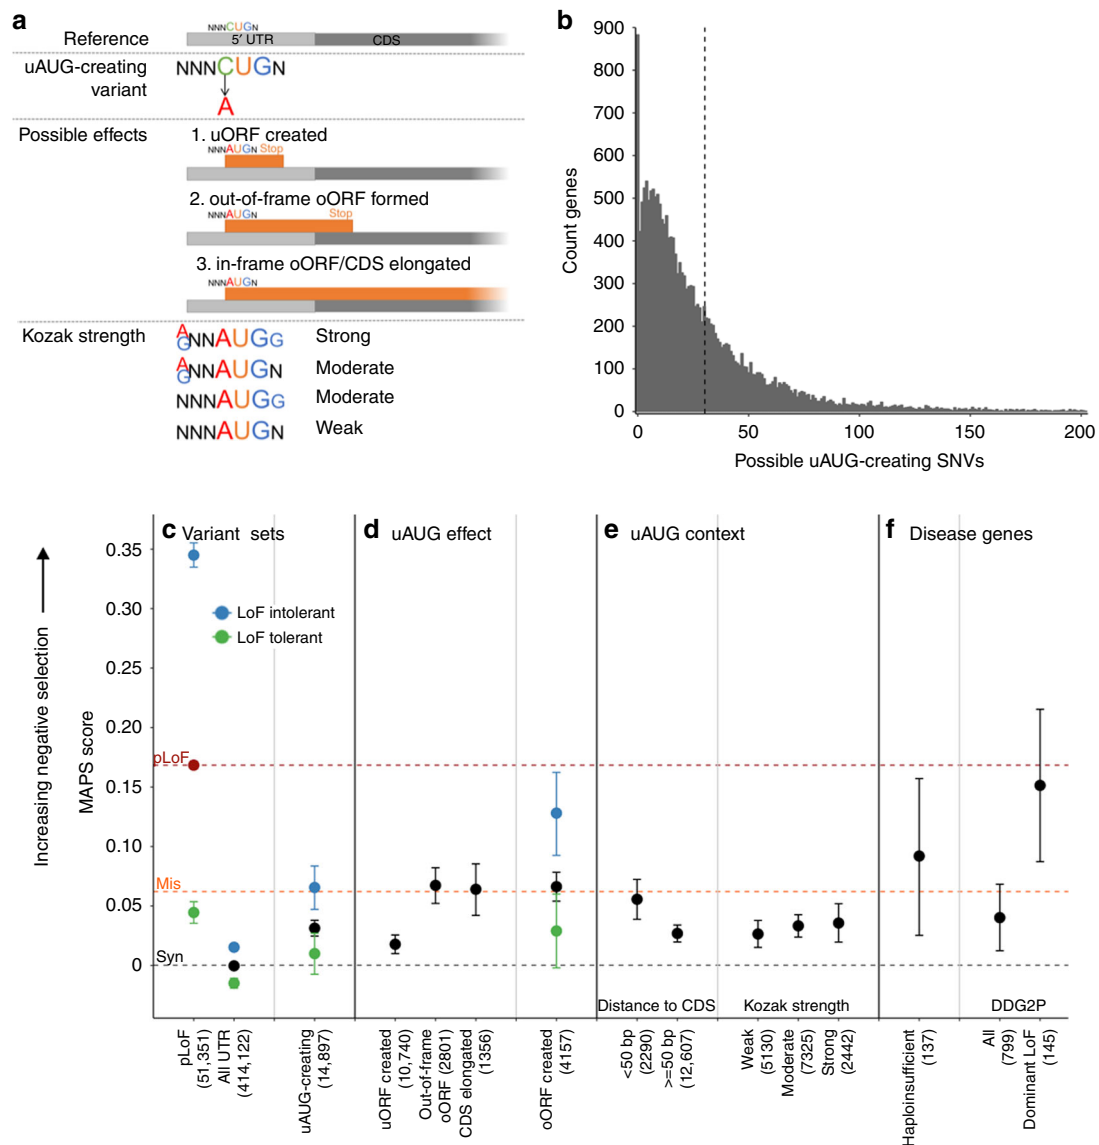 a
NNNCUGN
Reference
5′ UTR
CDS
uAUG-creating
variant
NNNCUGN
A
Possible effects
1. uORF created
NNNAUGN Stop
2. out-of-frame oORF formed
Stop
NNNAUGN
3. in-frame oORF/CDS elongated
NNNAUGN
Kozak strength
A
G
NNNAUGG
Strong
A
G
NNNAUGN
Moderate
NNNAUGG
Moderate
NNNAUGN
Weak
b
Count genes
900
800
700
600
500
400
300
200
100
0
0
50
100
150
200
Possible uAUG-creating SNVs
Increasing negative selection
MAPS score
0.35
0.30
0.25
0.20
0.15
0.10
0.05
0
c Variant sets
LoF intolerant
LoF tolerant
pLoF
Mis
Syn
pLoF
(51,351)
All UTR
(414,122)
uAUG-creating
(14,897)
d uAUG effect
uORF created
(10,740)
Out-of-frame
oORF (2801)
CDS elongated
(1356)
oORF created
(4157)
e uAUG context
Distance to CDS
Kozak strength
<50 bp
(2290)
>=50 bp
(12,607)
Weak
(5130)
Moderate
(7325)
Strong
(2442)
f Disease genes
DDG2P
Haploinsufficient
(137)
All
(799)
Dominant LoF
(145)